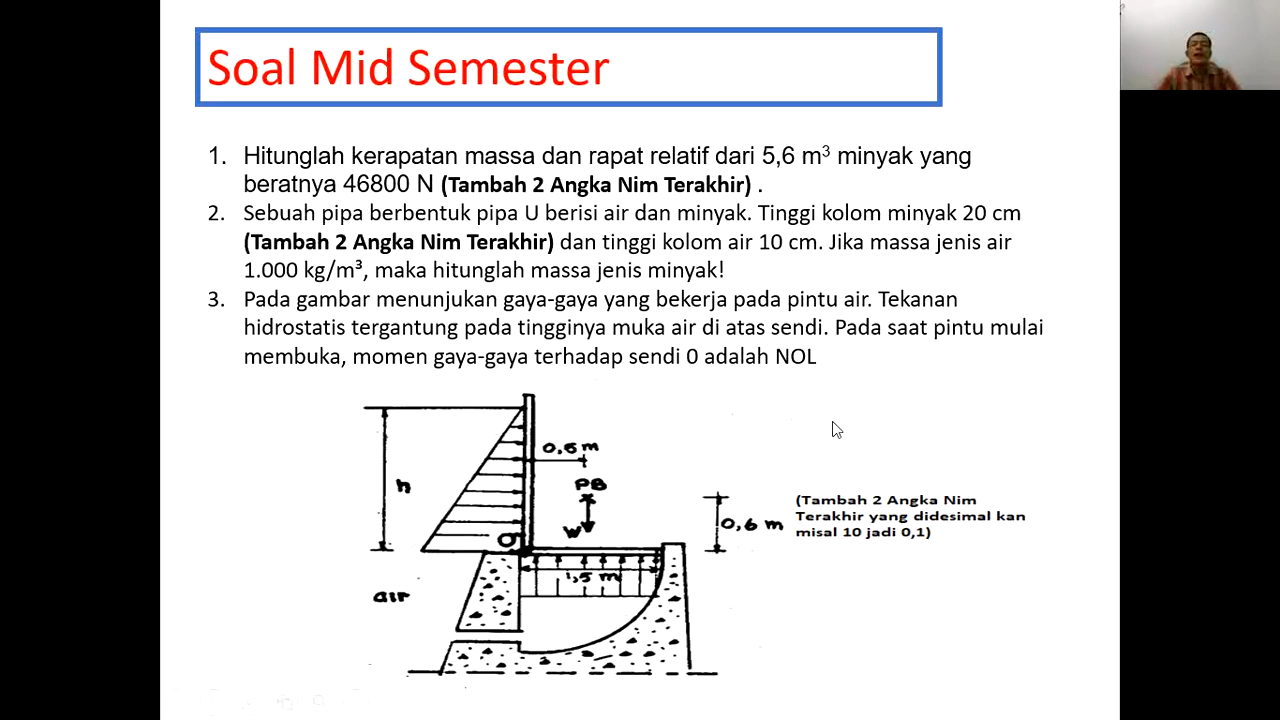 Soal Mid Semester
1. Hitunglah kerapatan massa dan rapat relatif dari 5,6 m³ minyak yang
beratnya 46800 N (Tambah 2 Angka Nim Terakhir) .
2. Sebuah pipa berbentuk pipa U berisi air dan minyak. Tinggi kolom minyak 20 cm
(Tambah 2 Angka Nim Terakhir) dan tinggi kolom air 10 cm. Jika massa jenis air
1.000 kg/m³, maka hitunglah massa jenis minyak!
3. Pada gambar menunjukan gaya-gaya yang bekerja pada pintu air. Tekanan
hidrostatis tergantung pada tingginya muka air di atas sendi. Pada saat pintu mulai
membuka, momen gaya-gaya terhadap sendi 0 adalah NOL
h
PB
W
0,6 m
(Tambah 2 Angka Nim
Terakhir yang didesimal kan
misal 10 jadi 0,1)
1,5 m
air